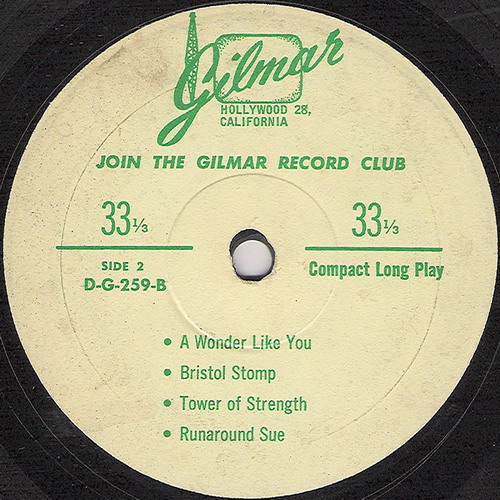 Gilmar
HOLLYWOOD 28,
CALIFORNIA
JOIN THE GILMAR RECORD CLUB
33⅓
33⅓
SIDE 2
D-G-259-B
Compact Long Play
• A Wonder Like You
• Bristol Stomp
• Tower of Strength
• Runaround Sue